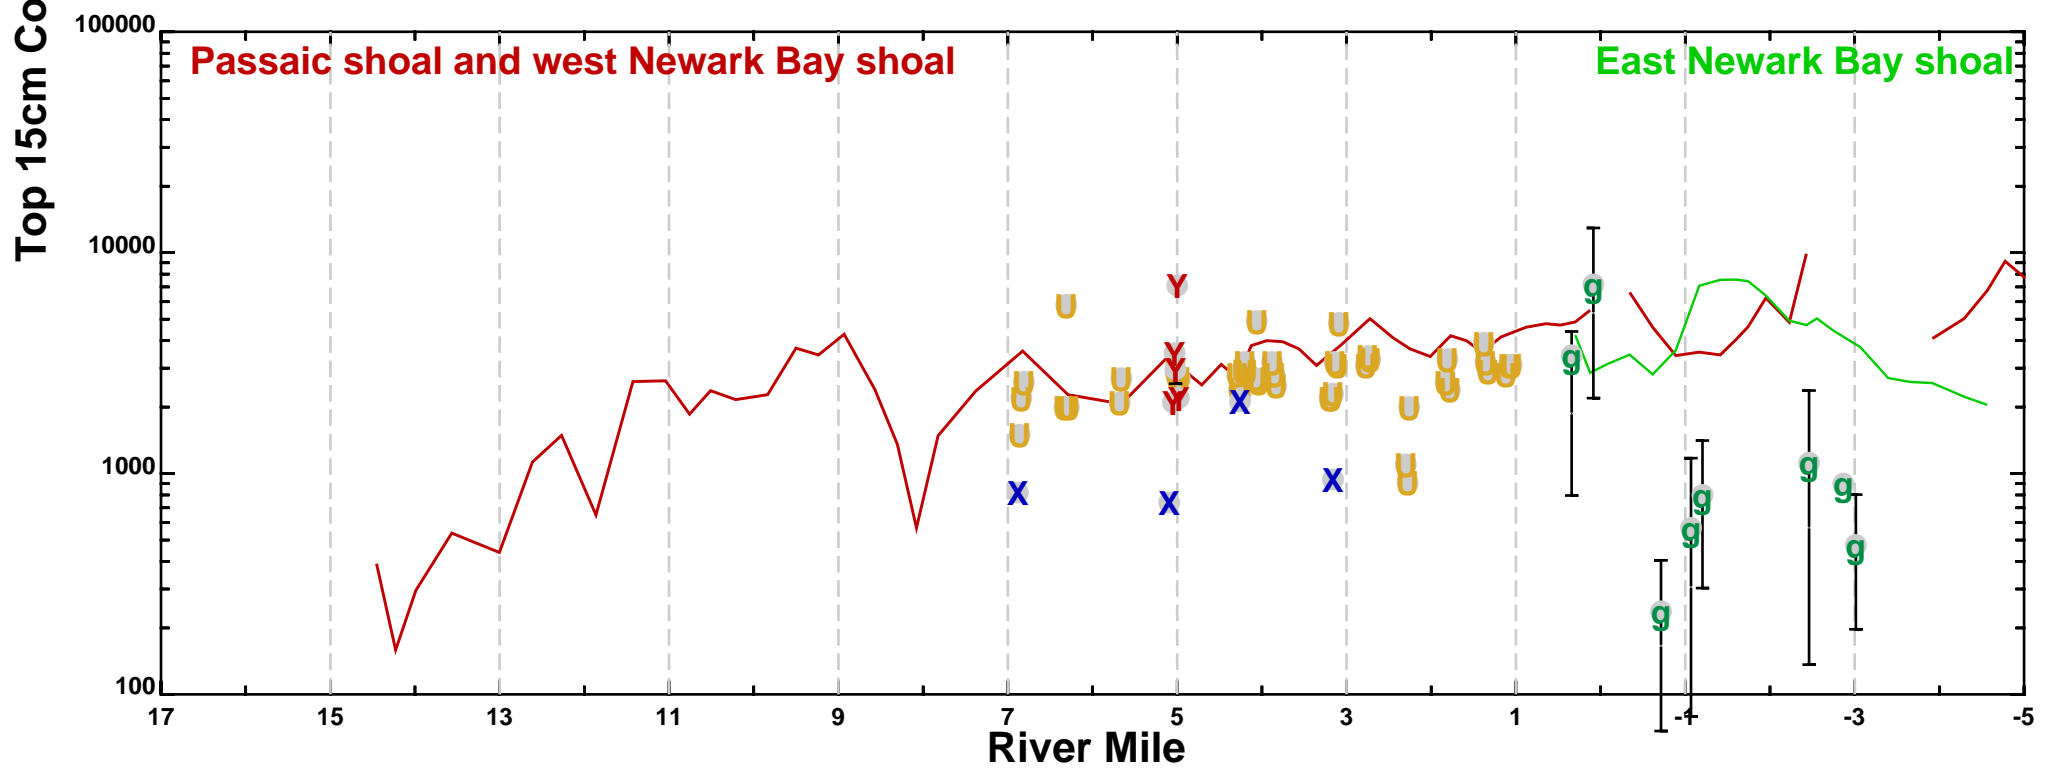 Top 15cm Co
100000
10000
1000
100
Passaic shoal and west Newark Bay shoal
East Newark Bay shoal
U U U U U U U U
Y Y Y Y Y
X X X X
g g g g g g g g
17 15 13 11 9 7 5 3 1 -1 -3 -5
River Mile